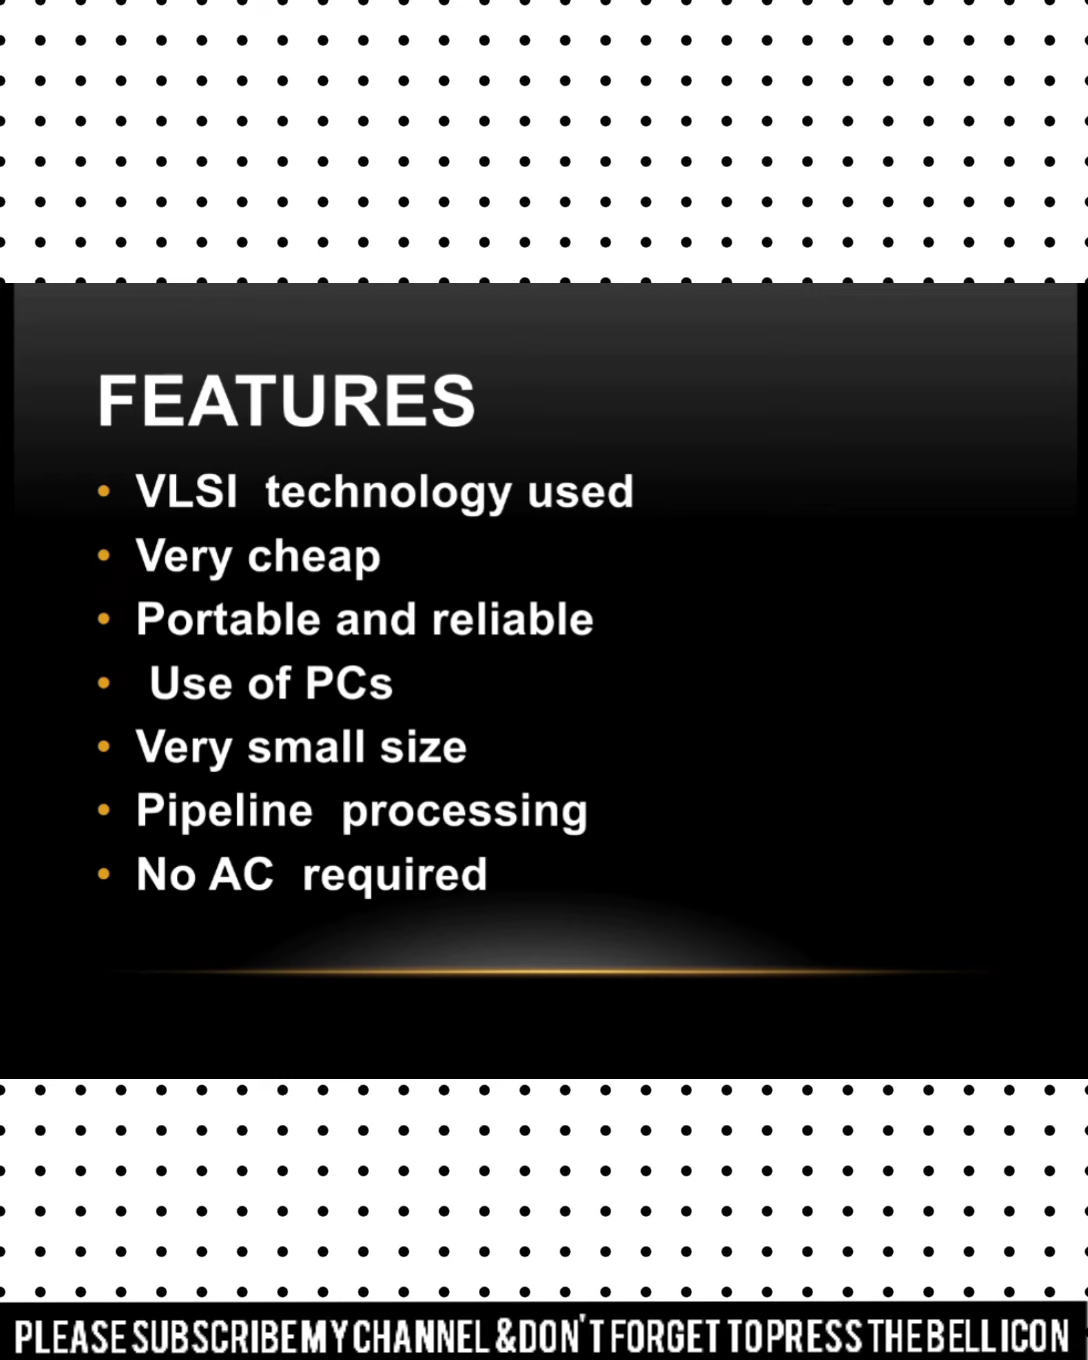 FEATURES
• VLSI technology used
• Very cheap
• Portable and reliable
• Use of PCs
• Very small size
• Pipeline processing
• No AC required
PLEASE SUBSCRIBE MY CHANNEL & DON'T FORGET TO PRESS THE BELL ICON